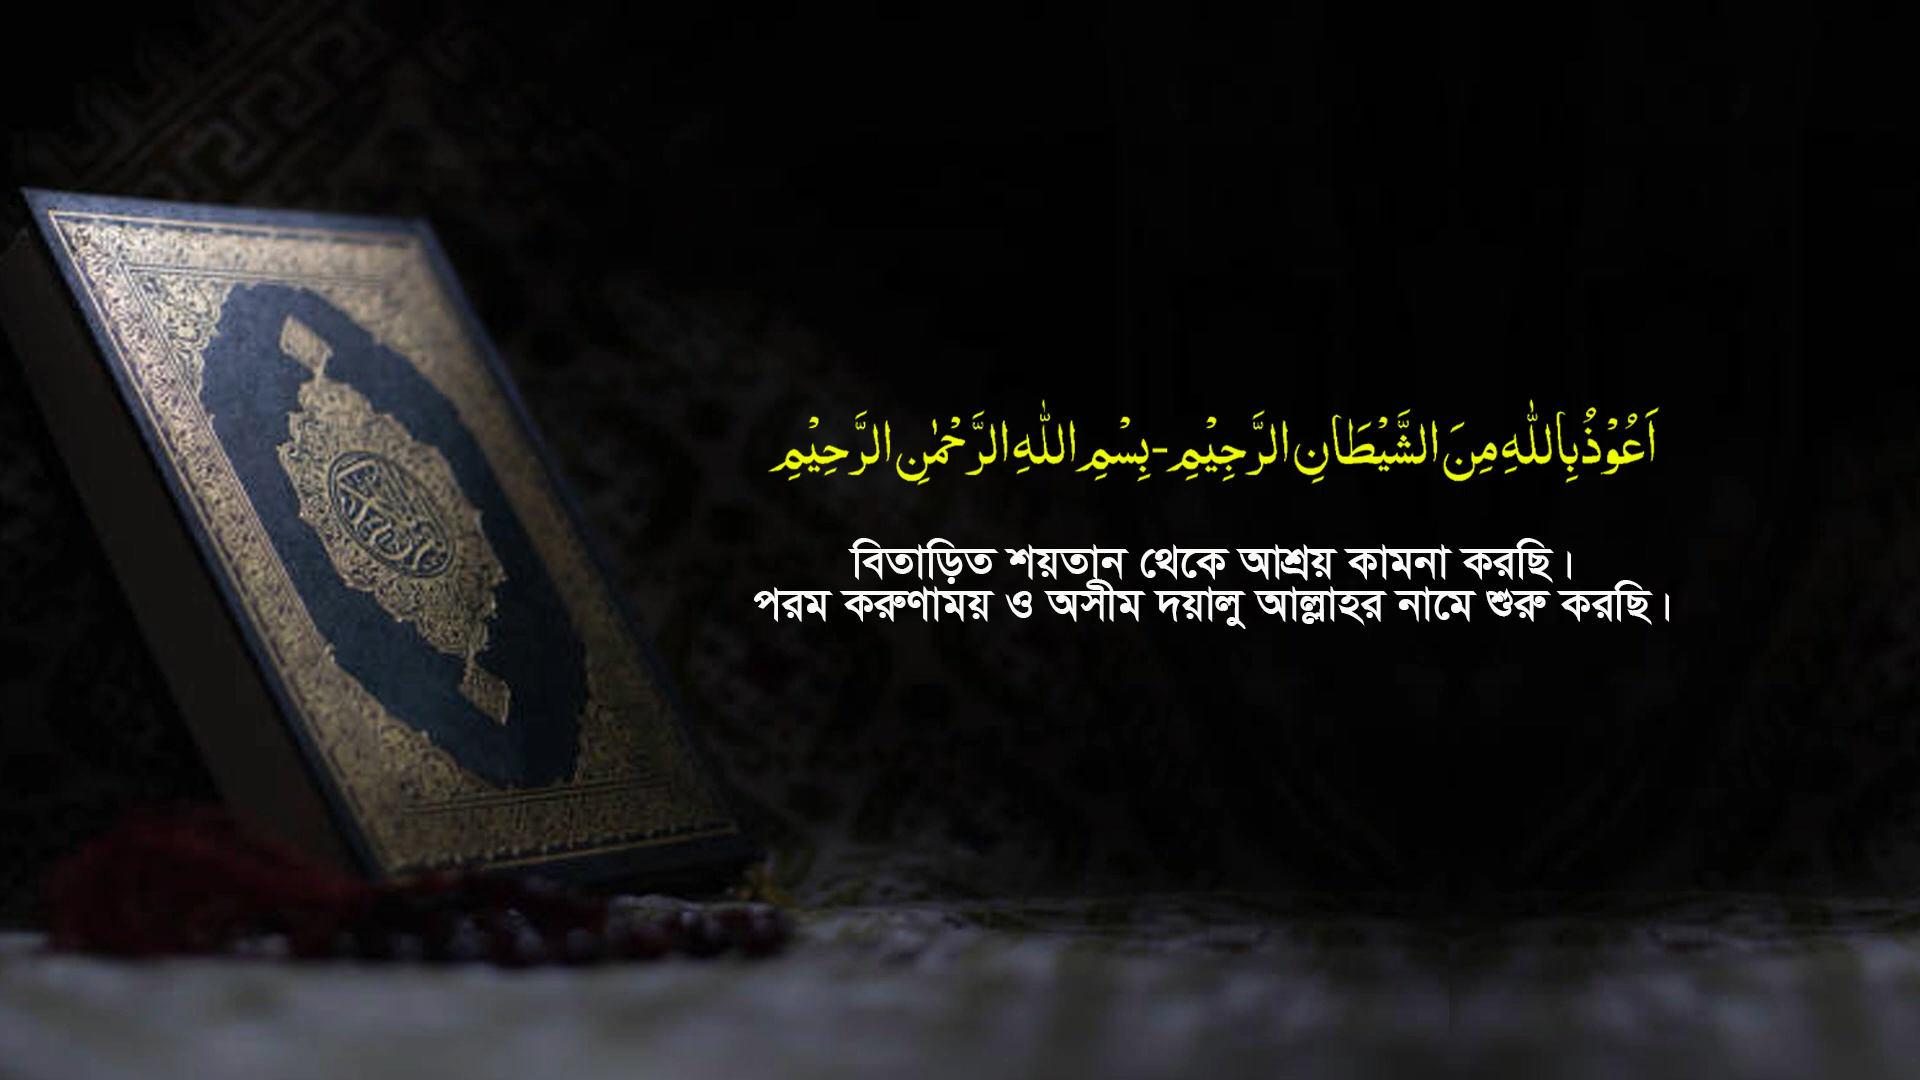 اَعُوْذُ بِاَللّٰهِ مِنَ الشَّيْطَانِ الرَّجِيْمِ - بِسْمِ اللّٰهِ الرَّحْمٰنِ الرَّحِيْمِ
বিতাড়িত শয়তান থেকে আশ্রয় কামনা করছি।
পরম করুণাময় ও অসীম দয়ালু আল্লাহর নামে শুরু করছি।